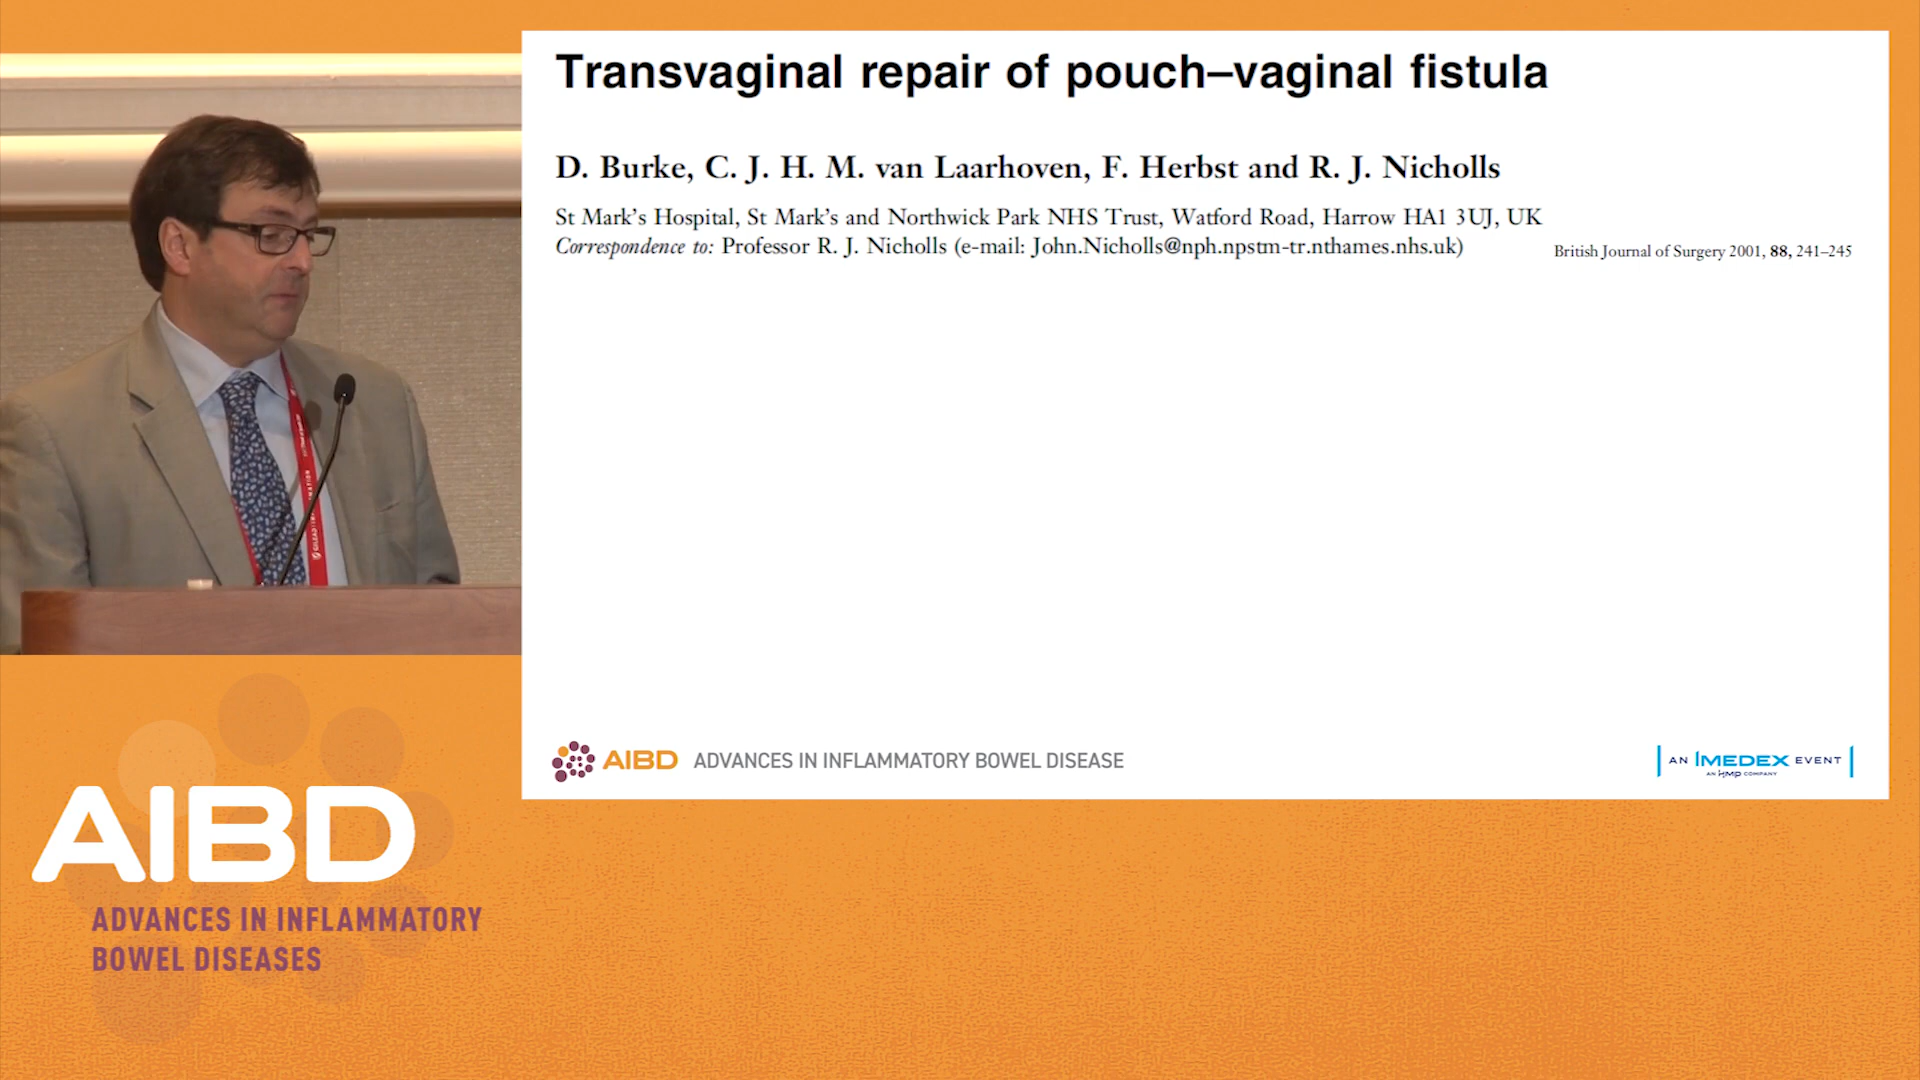 Transvaginal repair of pouch–vaginal fistula
D. Burke, C. J. H. M. van Laarhoven, F. Herbst and R. J. Nicholls
St Mark's Hospital, St Mark's and Northwick Park NHS Trust, Watford Road, Harrow HA1 3UJ, UK
Correspondence to: Professor R. J. Nicholls (e-mail: John.Nicholls@nph.npstm-tr.nthames.nhs.uk)
British Journal of Surgery 2001, 88, 241–245
AIBD ADVANCES IN INFLAMMATORY BOWEL DISEASE
AN IMEDEX EVENT
AN HMP COMPANY
AIBD
ADVANCES IN INFLAMMATORY
BOWEL DISEASES